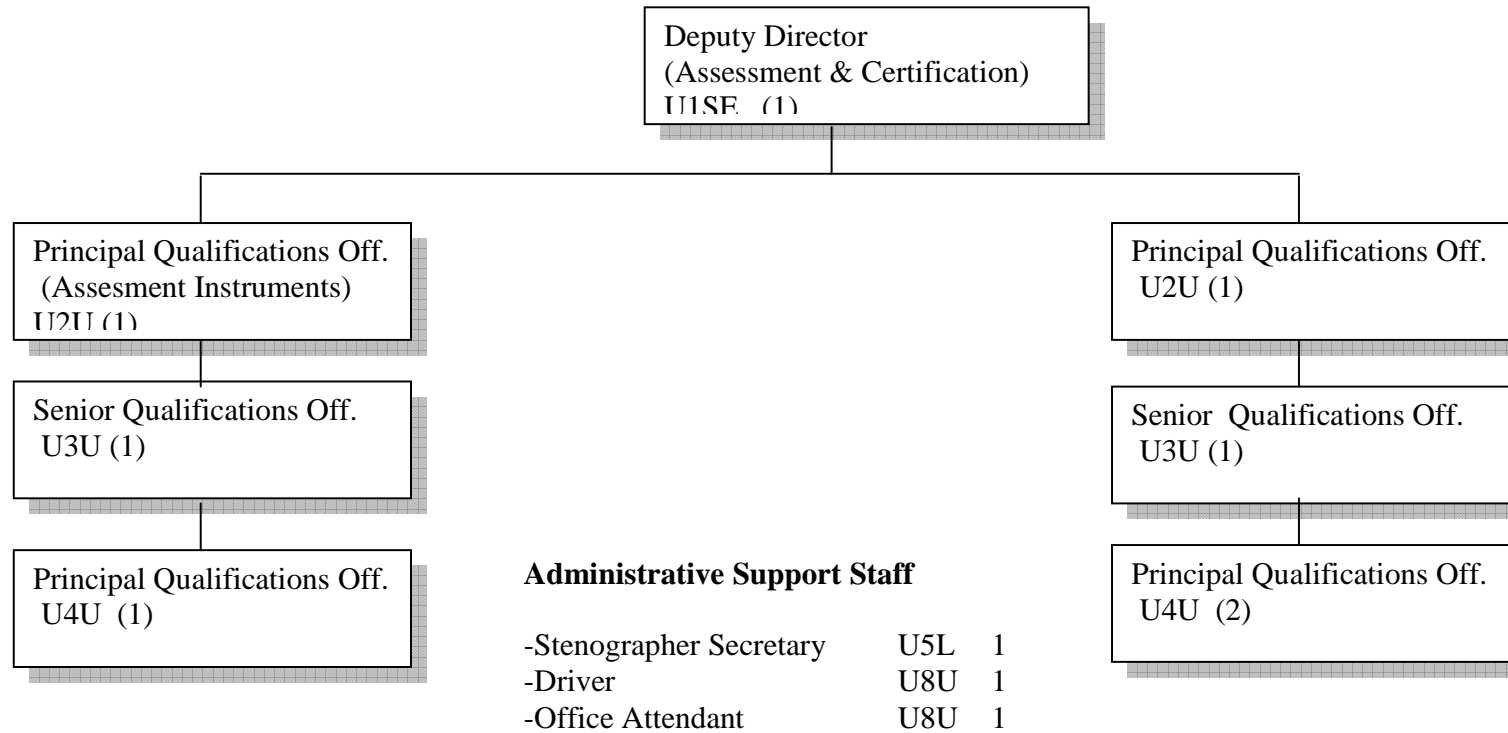 Deputy Director
(Assessment & Certification)
U1SE (1)
Principal Qualifications Off.
(Assesment Instruments)
U2U (1)
Senior Qualifications Off.
U3U (1)
Principal Qualifications Off.
U4U (1)
Principal Qualifications Off.
U2U (1)
Senior Qualifications Off.
U3U (1)
Principal Qualifications Off.
U4U (2)
Administrative Support Staff
-Stenographer Secretary U5L 1
-Driver U8U 1
-Office Attendant U8U 1